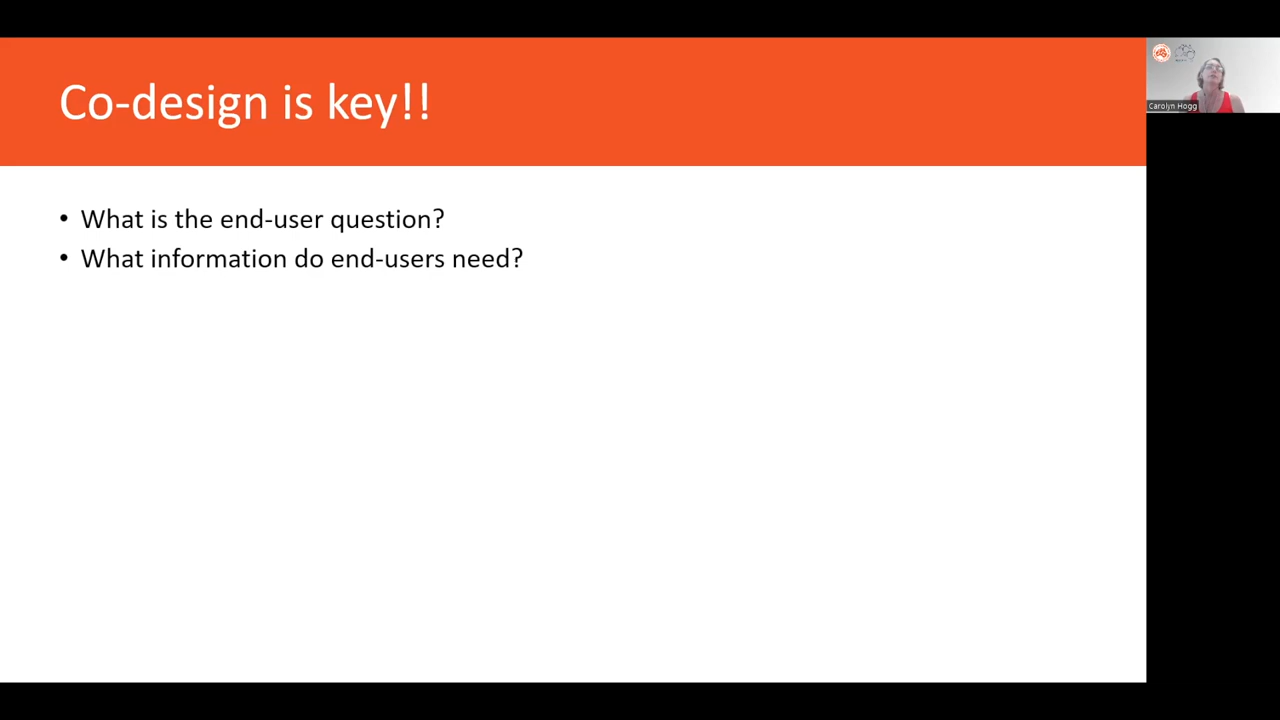 Co-design is key!!
• What is the end-user question?
• What information do end-users need?
Carolyn Hogg